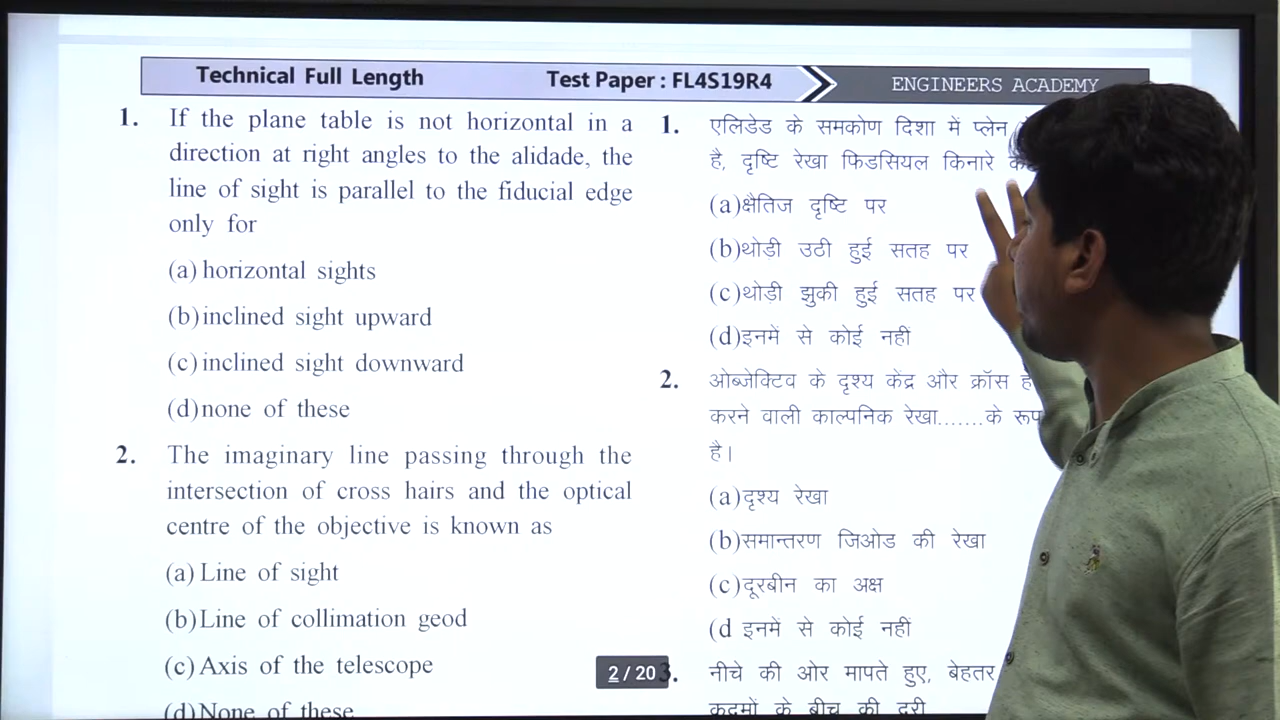 Technical Full Length Test Paper : FL4S19R4 ENGINEERS ACADEMY
1. If the plane table is not horizontal in a
direction at right angles to the alidade, the
line of sight is parallel to the fiducial edge
only for
(a) horizontal sights
(b) inclined sight upward
(c) inclined sight downward
(d) none of these
2. The imaginary line passing through the
intersection of cross hairs and the optical
centre of the objective is known as
(a) Line of sight
(b) Line of collimation geod
(c) Axis of the telescope
(d) None of these
1. एलिडेड के समकोण दिशा में प्लेन
है, दृष्टि रेखा फिडसियल किनारे
(a) क्षैतिज दृष्टि पर
(b) थोडी उठी हुई सतह पर
(c) थोडी झुकी हुई सतह पर
(d) इनमें से कोई नहीं
2. ओब्जेक्टिव के दृश्य केंद्र और क्रॉस
करने वाली काल्पनिक रेखा.......के रूप
है।
(a) दृश्य रेखा
(b) समान्तरण जिओड की रेखा
(c) दूरबीन का अक्ष
(d इनमें से कोई नहीं
3. नीचे की ओर मापते हुए, बेहतर
कदमों के बीच की दूरी
2 / 20